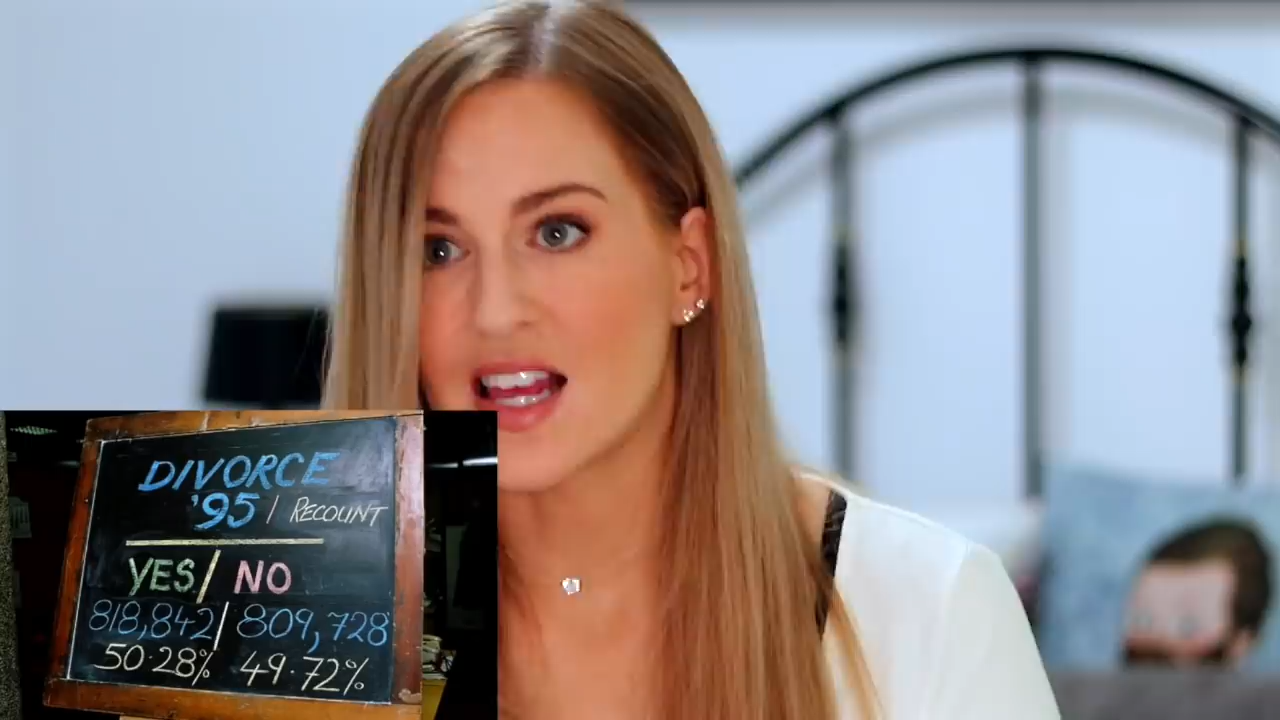 DIVORCE
'95 / RECOUNT
YES / NO
818,842 / 809,728
50·28% 49·72%